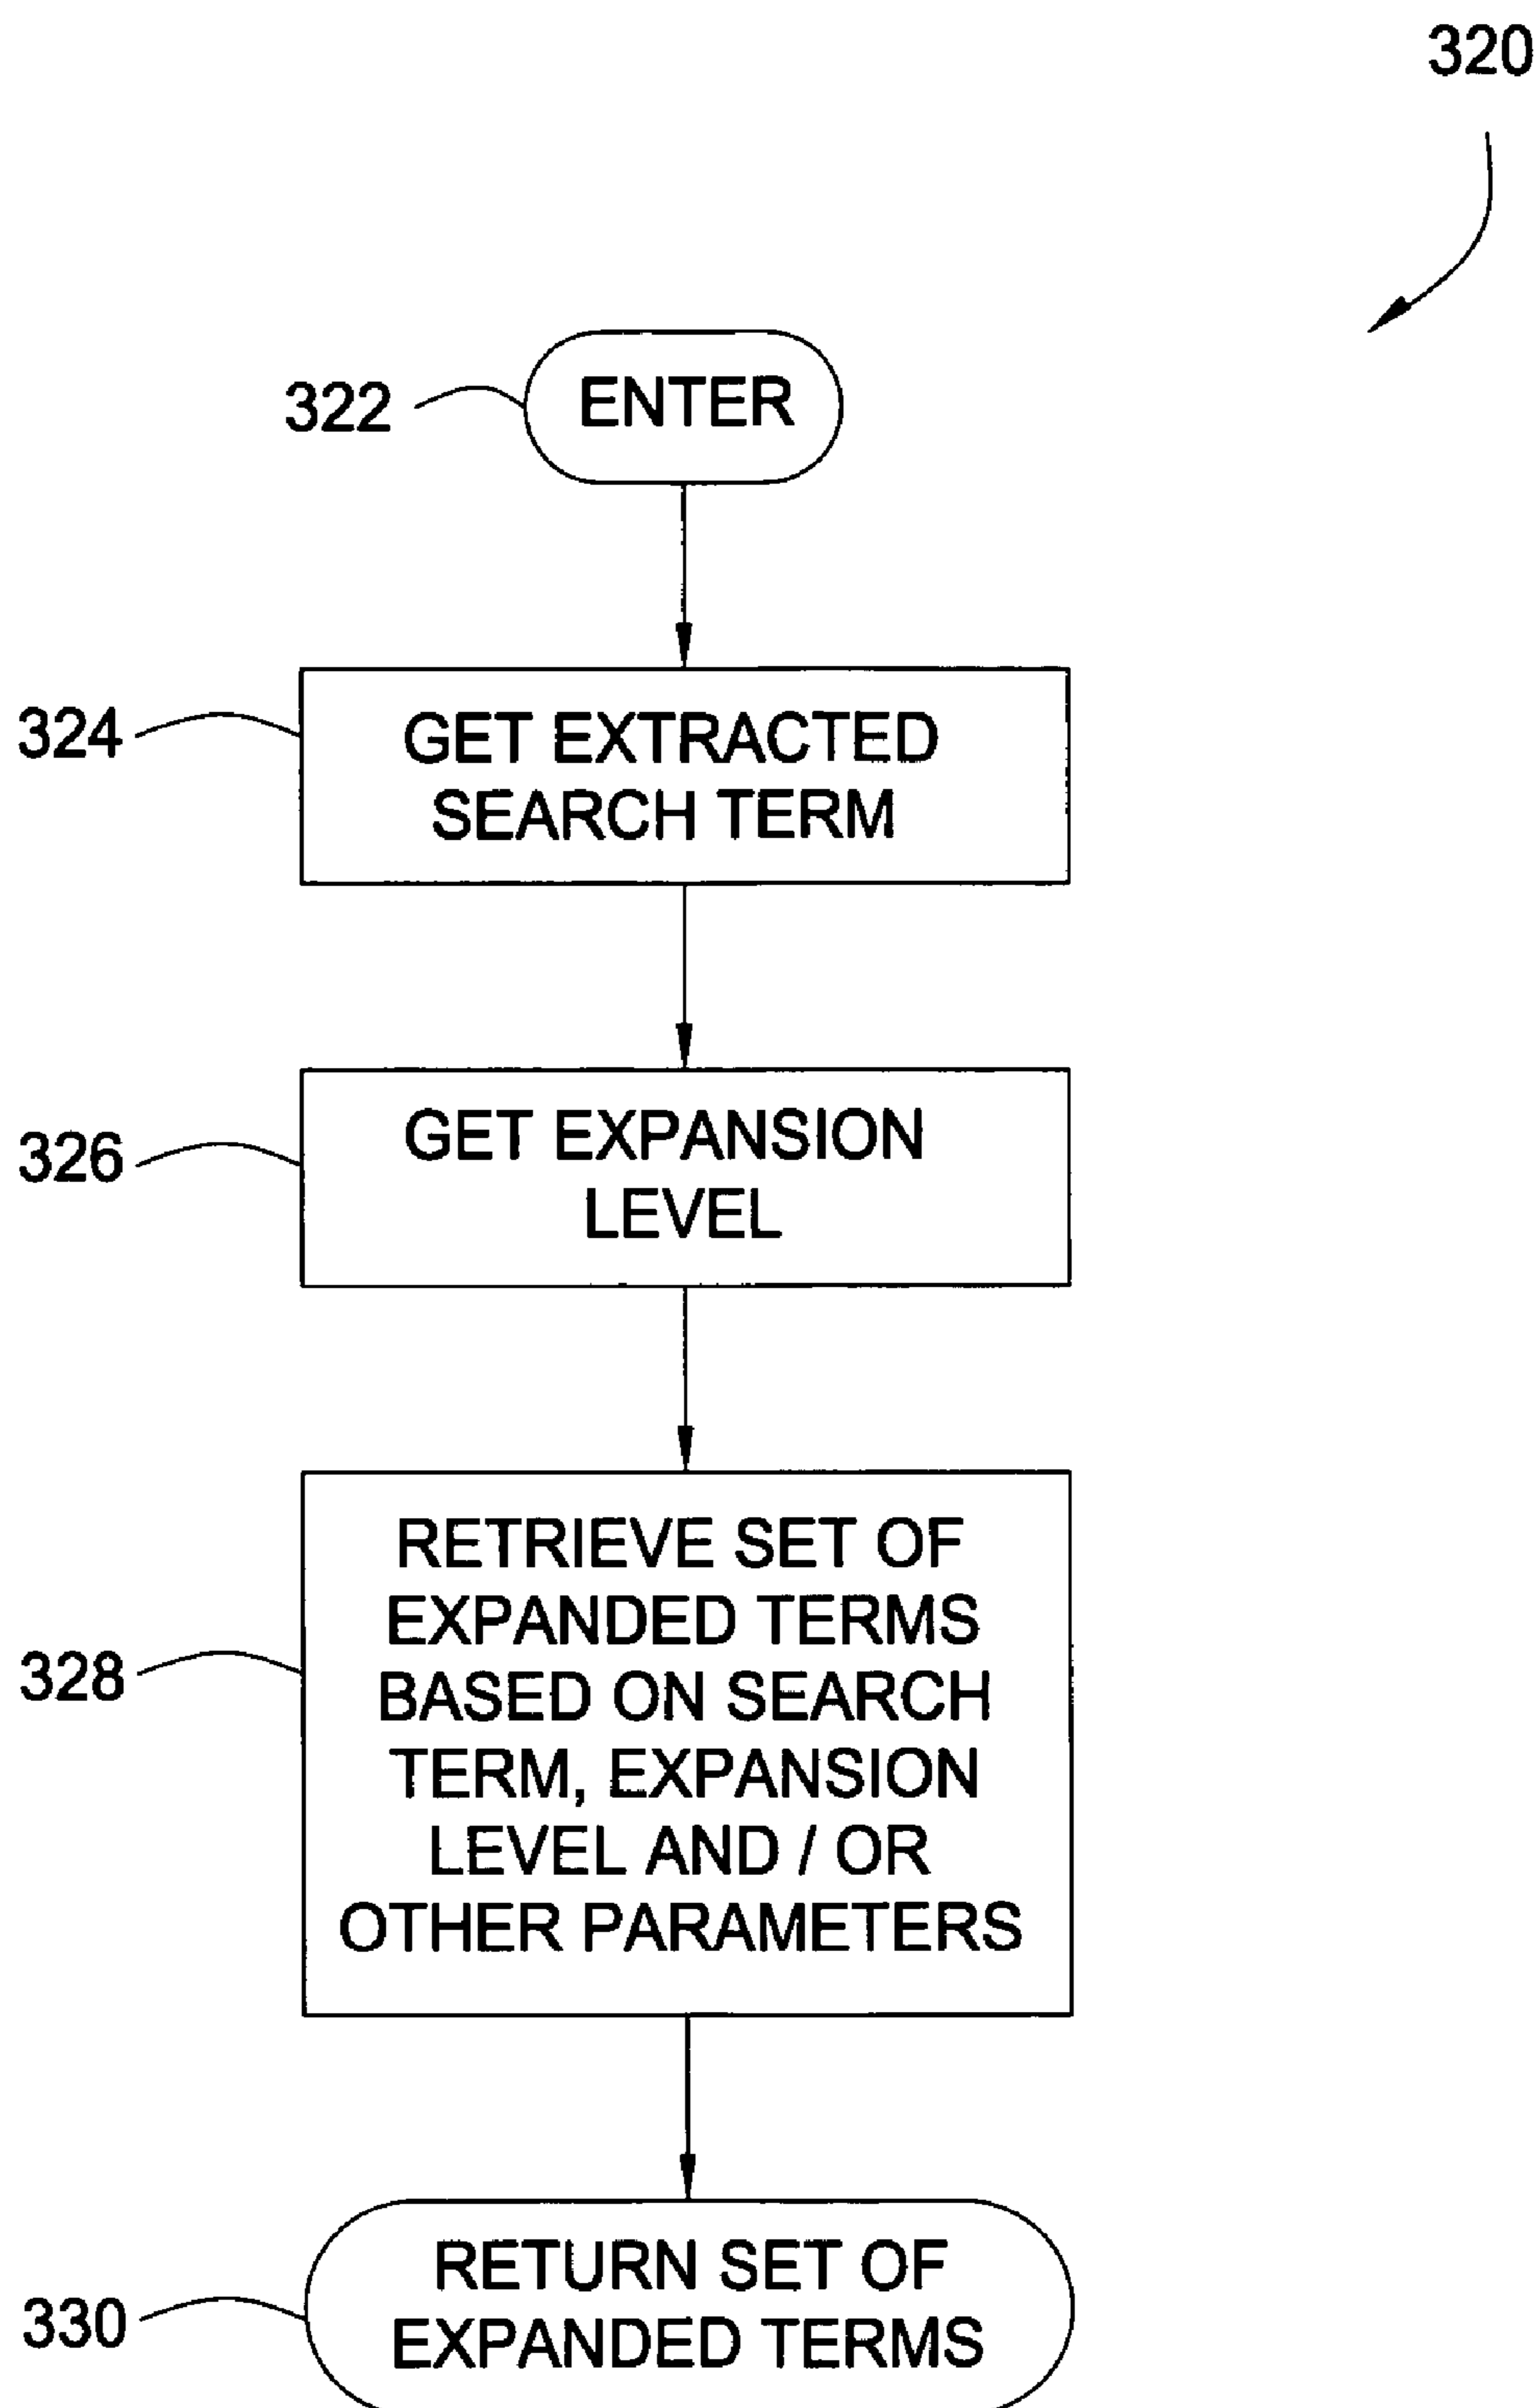 320
322
ENTER
324
GET EXTRACTED
SEARCH TERM
326
GET EXPANSION
LEVEL
328
RETRIEVE SET OF
EXPANDED TERMS
BASED ON SEARCH
TERM, EXPANSION
LEVEL AND / OR
OTHER PARAMETERS
330
RETURN SET OF
EXPANDED TERMS